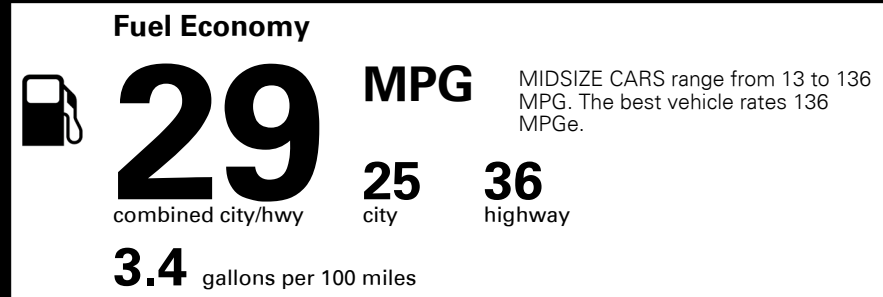 Fuel Economy
29
combined city/hwy
MPG
MIDSIZE CARS range from 13 to 136
MPG. The best vehicle rates 136
MPGe.
25
city
36
highway
3.4 gallons per 100 miles